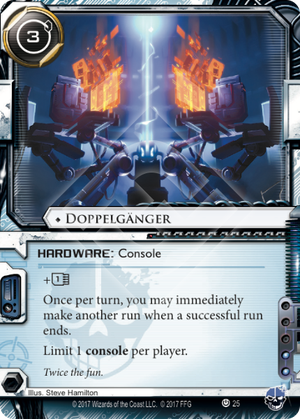 3
♦ Doppelgänger
HARDWARE: Console
+1
Once per turn, you may immediately
make another run when a successful run
ends.
Limit 1 console per player.
Twice the fun.
Illus. Steve Hamilton
© 2017 Wizards of the Coast LLC. © 2017 FFG
25